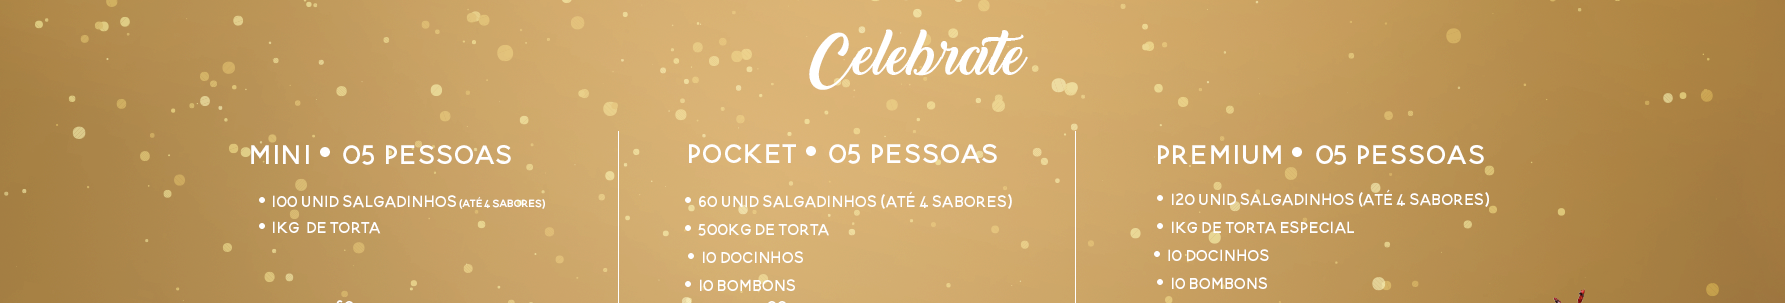 Celebrate
MINI • 05 PESSOAS
• 100 UNID SALGADINHOS (ATÉ 4 SABORES)
• 1KG DE TORTA
POCKET • 05 PESSOAS
• 60 UNID SALGADINHOS (ATÉ 4 SABORES)
• 500KG DE TORTA
• 10 DOCINHOS
• 10 BOMBONS
PREMIUM • 05 PESSOAS
• 120 UNID SALGADINHOS (ATÉ 4 SABORES)
• 1KG DE TORTA ESPECIAL
• 10 DOCINHOS
• 10 BOMBONS